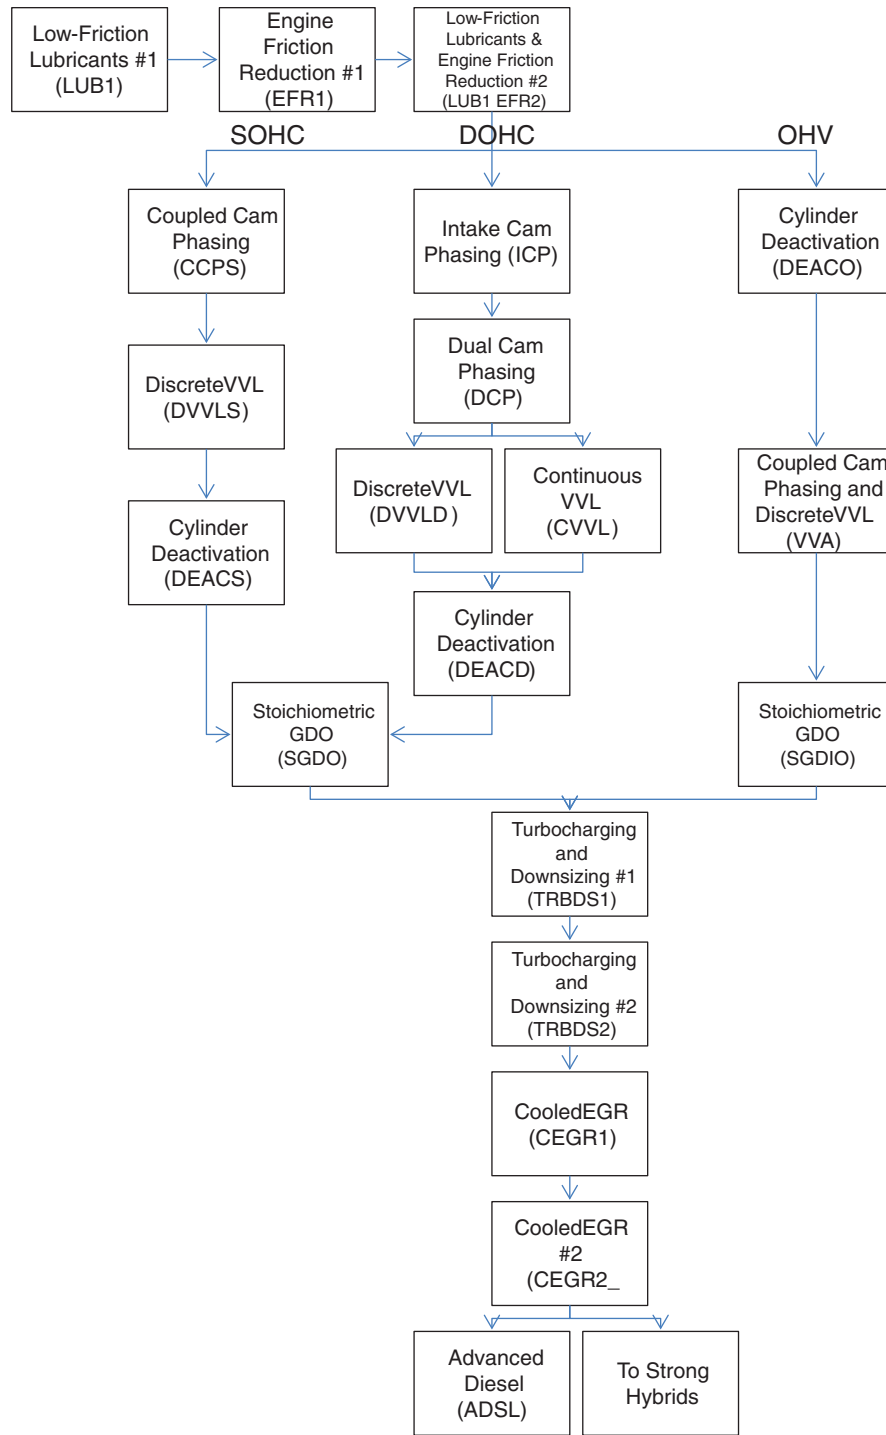 Low-Friction
Lubricants #1
(LUB1)
Engine
Friction
Reduction #1
(EFR1)
Low-Friction
Lubricants &
Engine Friction
Reduction #2
(LUB1 EFR2)
SOHC
DOHC
OHV
Coupled Cam
Phasing
(CCPS)
Intake Cam
Phasing (ICP)
Cylinder
Deactivation
(DEACO)
Dual Cam
Phasing
(DCP)
DiscreteVVL
(DVVLS)
DiscreteVVL
(DVVLD )
Continuous
VVL
(CVVL)
Coupled Cam
Phasing and
DiscreteVVL
(VVA)
Cylinder
Deactivation
(DEACS)
Cylinder
Deactivation
(DEACD)
Stoichiometric
GDO
(SGDO)
Stoichiometric
GDO
(SGDIO)
Turbocharging
and
Downsizing #1
(TRBDS1)
Turbocharging
and
Downsizing #2
(TRBDS2)
CooledEGR
(CEGR1)
CooledEGR
#2
(CEGR2_
Advanced
Diesel
(ADSL)
To Strong
Hybrids